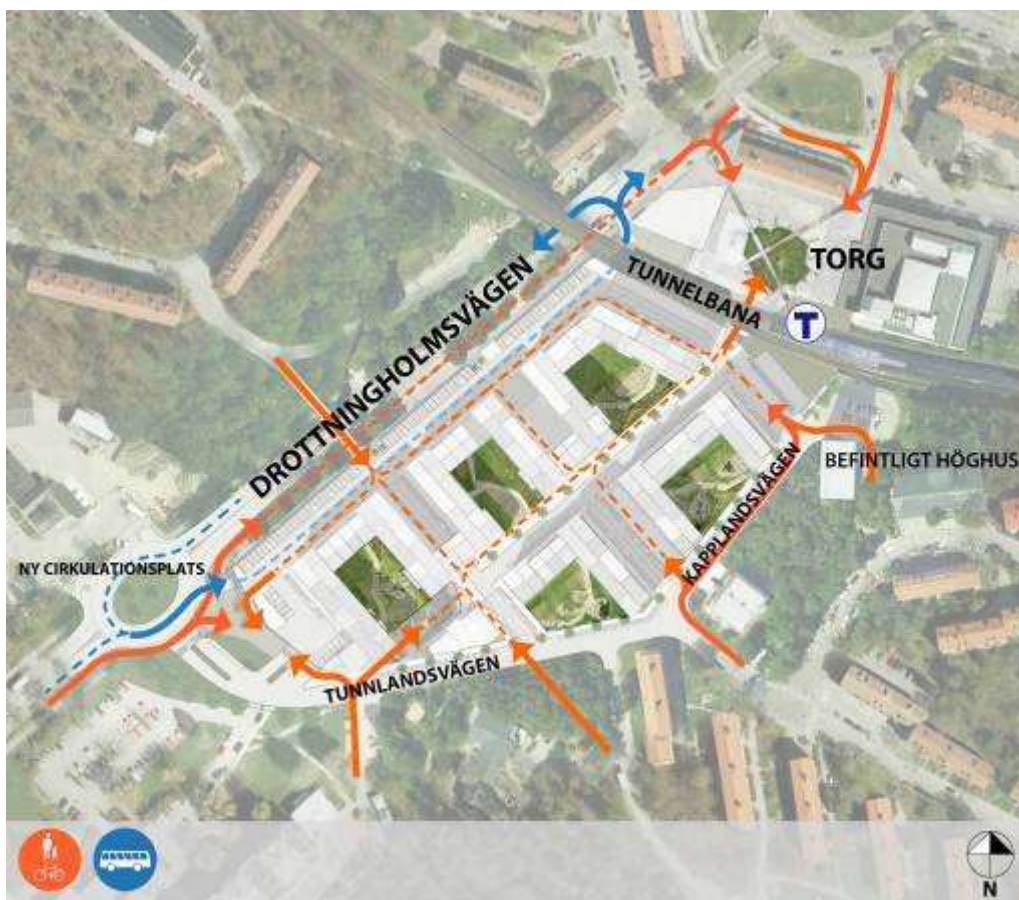 TORG
TUNNELBANA
T
DROTTNINGHOLMSVÄGEN
BEFINTLIGT HÖGHUS
KAPPLANDSVÄGEN
NY CIRKULATIONSPLATS
TUNNLANDSVÄGEN
N